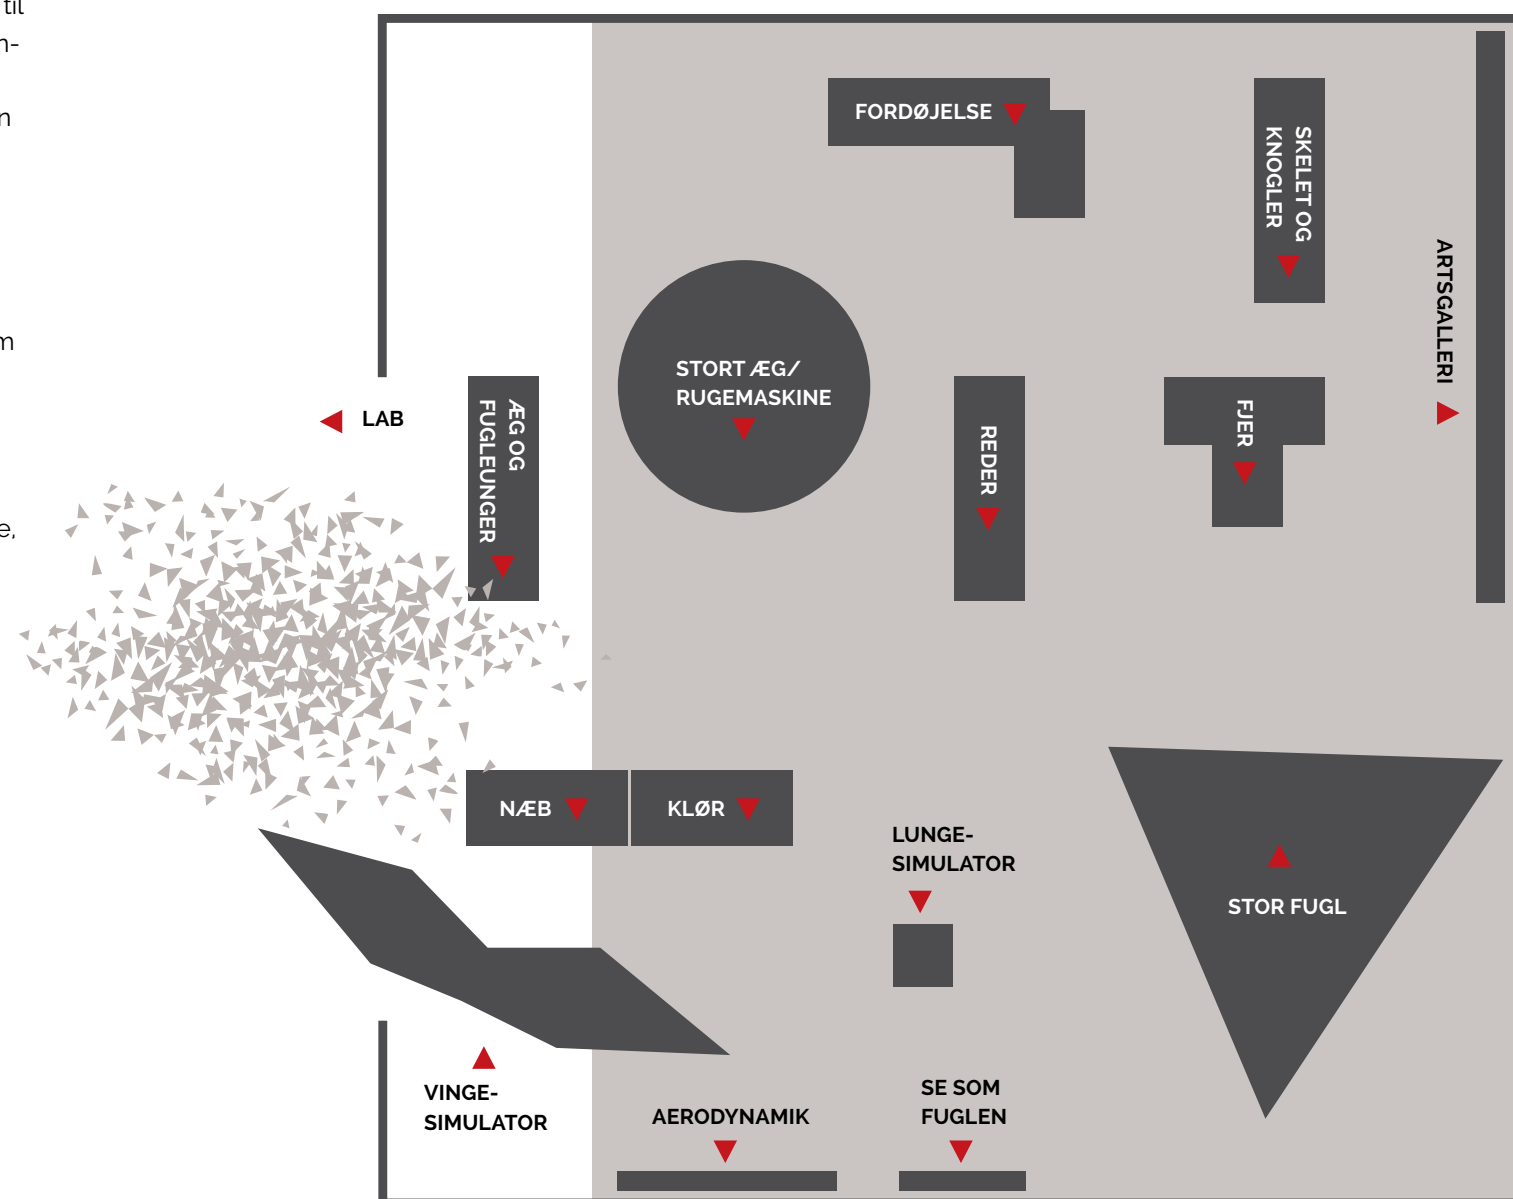 til
n-
n
m
e,
FORDØJELSE
SKELET OG
KNOGLER
ARTSGALLERI
STORT ÆG/
RUGEMASKINE
LAB
ÆG OG
FUGLEUNGER
REDER
FJER
NÆB
KLØR
LUNGE-
SIMULATOR
STOR FUGL
VINGE-
SIMULATOR
AERODYNAMIK
SE SOM
FUGLEN